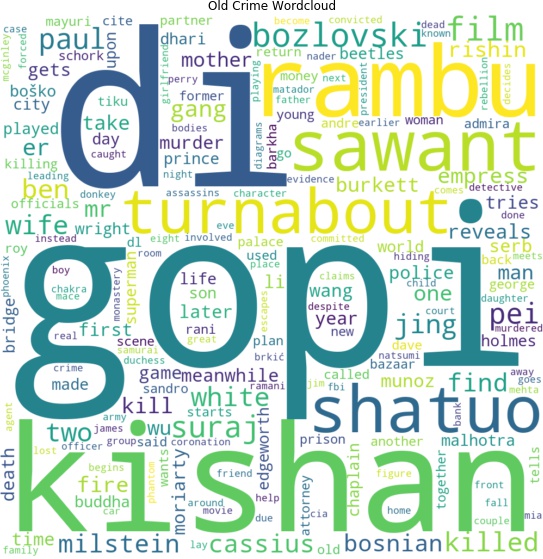 Old Crime Wordcloud
mayuri cite partner
mcginley case forced paul schork dhari upon
di
girlfriend perry playing bozlovski
become convicted dead known film
return beetles rishin
gets mother
boško city tiku former
money nader next president rebellion decides
rambu
matador father
played take gang young andre earlier woman admira
er day murder bodies diagrams barkha go
sawant
killing caught prince
leading ben donkey night assassins character evidence burkett empress detective comes
officials mr turnabout tries done
wife wright reveals
instead eve committed serb
roy dl eight involved palace world hiding back meets
phoenix bridge boy room superman used place police man george
chakra mace monastery life li claims despite child daughter
gopi
son wang one pei
first later year court jing murdered
real scene rani great escapes new holmes
samurai duchess plan brkić dave natsumi bazaar
crime game meanwhile ramani called jim fbi munoz find away goes mehta
made sandro
kill white starts shatuo bank
agent army james wu suraj
two group said coronation prison another malhotra
death lost officer edgeworth attorney chaplain together tells
kishan
begins phantom wants moriarty friend figure front
fire buddha car around movie help cia home fall couple mia
time family milstein lay cassius due old bosnian killed